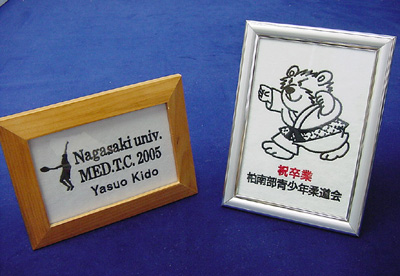 Nagasaki univ.
MED.T.C. 2005
Yasuo Kido
祝卒業
柏南部青少年柔道会